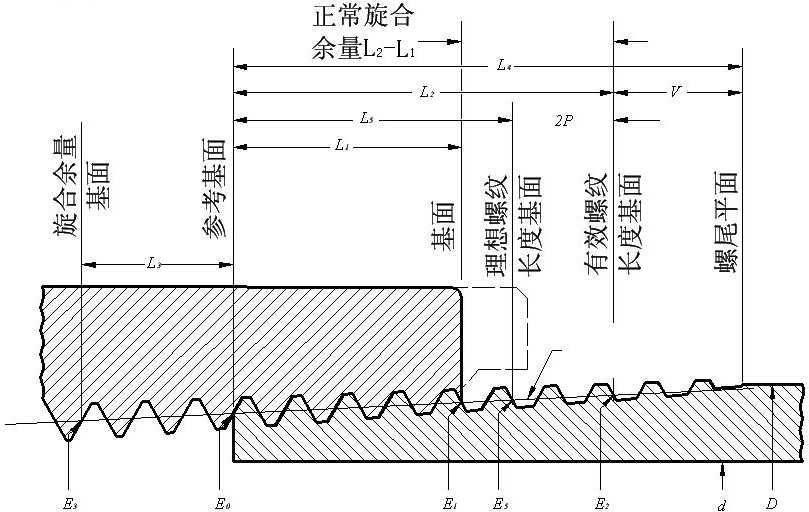 正常旋合
余量L2-L1
L4
L2
V
L5
2P
L1
旋合余量
基面
参考基面
基面
理想螺纹
长度基面
有效螺纹
长度基面
螺尾平面
L3
E3
E0
E1
E5
E2
d
D